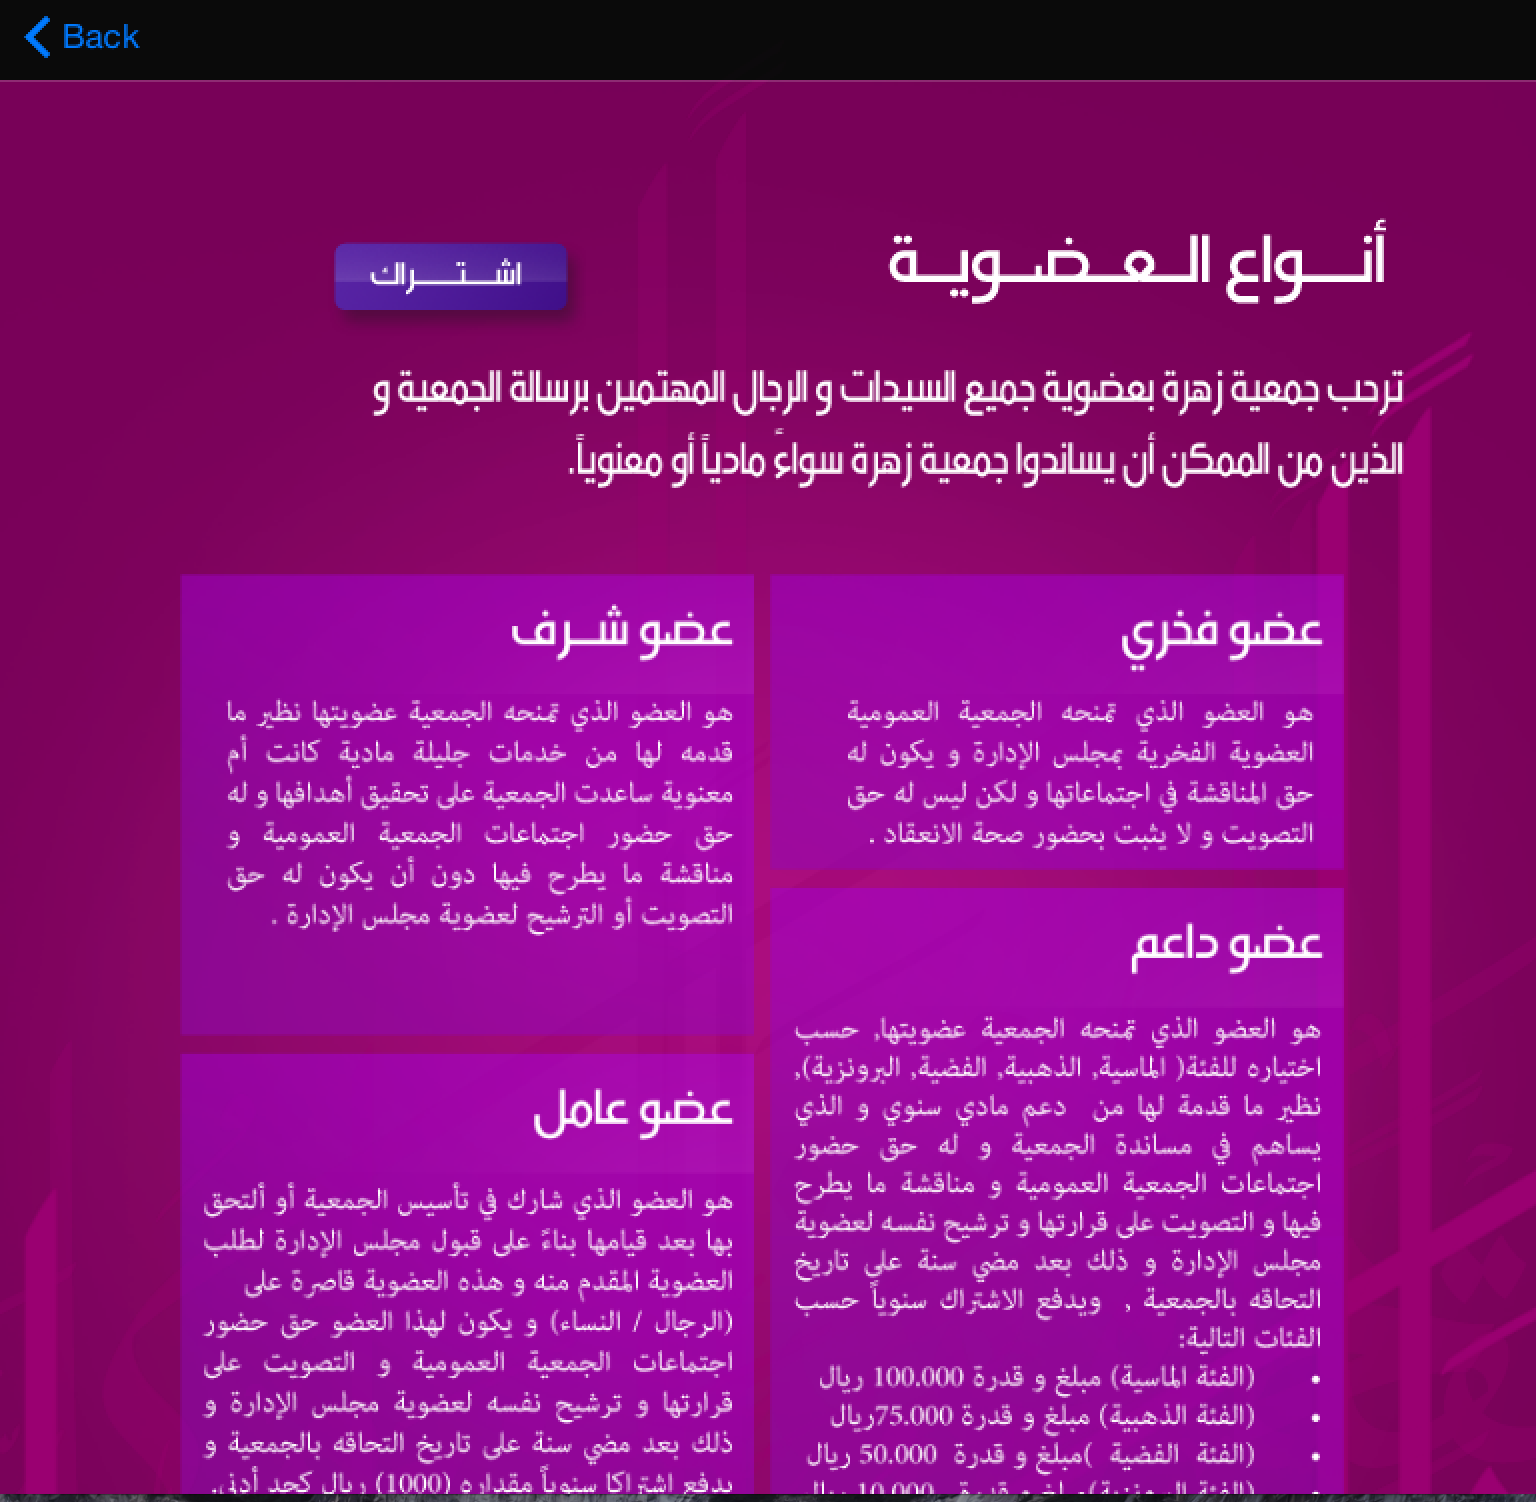 Back
أنواع العضوية
اشتراك
ترحب جمعية زهرة بعضوية جميع السيدات و الرجال المهتمين برسالة الجمعية و
الذين من الممكن أن يساندوا جمعية زهرة سواءً مادياً أو معنوياً.
عضو فخري
هو العضو الذي تمنحه الجمعية العمومية
العضوية الفخرية بمجلس الإدارة و يكون له
حق المناقشة في اجتماعاتها و لكن ليس له حق
التصويت و لا يثبت بحضور صحة الانعقاد .
عضو شرف
هو العضو الذي تمنحه الجمعية عضويتها نظير ما
قدمه لها من خدمات جليلة مادية كانت أم
معنوية ساعدت الجمعية على تحقيق أهدافها و له
حق حضور اجتماعات الجمعية العمومية و
مناقشة ما يطرح فيها دون أن يكون له حق
التصويت أو الترشيح لعضوية مجلس الإدارة .
عضو داعم
هو العضو الذي تمنحه الجمعية عضويتها, حسب
اختياره للفئة( الماسية, الذهبية, الفضية, البرونزية),
نظير ما قدمة لها من دعم مادي سنوي و الذي
يساهم في مساندة الجمعية و له حق حضور
اجتماعات الجمعية العمومية و مناقشة ما يطرح
فيها و التصويت على قرارتها و ترشيح نفسه لعضوية
مجلس الإدارة و ذلك بعد مضي سنة على تاريخ
التحاقه بالجمعية , ويدفع الاشتراك سنوياً حسب
الفئات التالية:
• (الفئة الماسية) مبلغ و قدرة 100.000 ريال
• (الفئة الذهبية) مبلغ و قدرة 75.000ريال
• (الفئة الفضية )مبلغ و قدرة 50.000 ريال
• (الفئة البرونزية)مبلغ و قدرة 10.000 ريال
عضو عامل
هو العضو الذي شارك في تأسيس الجمعية أو ألتحق
بها بعد قيامها بناءً على قبول مجلس الإدارة لطلب
العضوية المقدم منه و هذه العضوية قاصرة على
(الرجال / النساء) و يكون لهذا العضو حق حضور
اجتماعات الجمعية العمومية و التصويت على
قرارتها و ترشيح نفسه لعضوية مجلس الإدارة و
ذلك بعد مضي سنة على تاريخ التحاقه بالجمعية و
يدفع اشتراكا سنوياً مقداره (1000) ريال كحد أدنى.